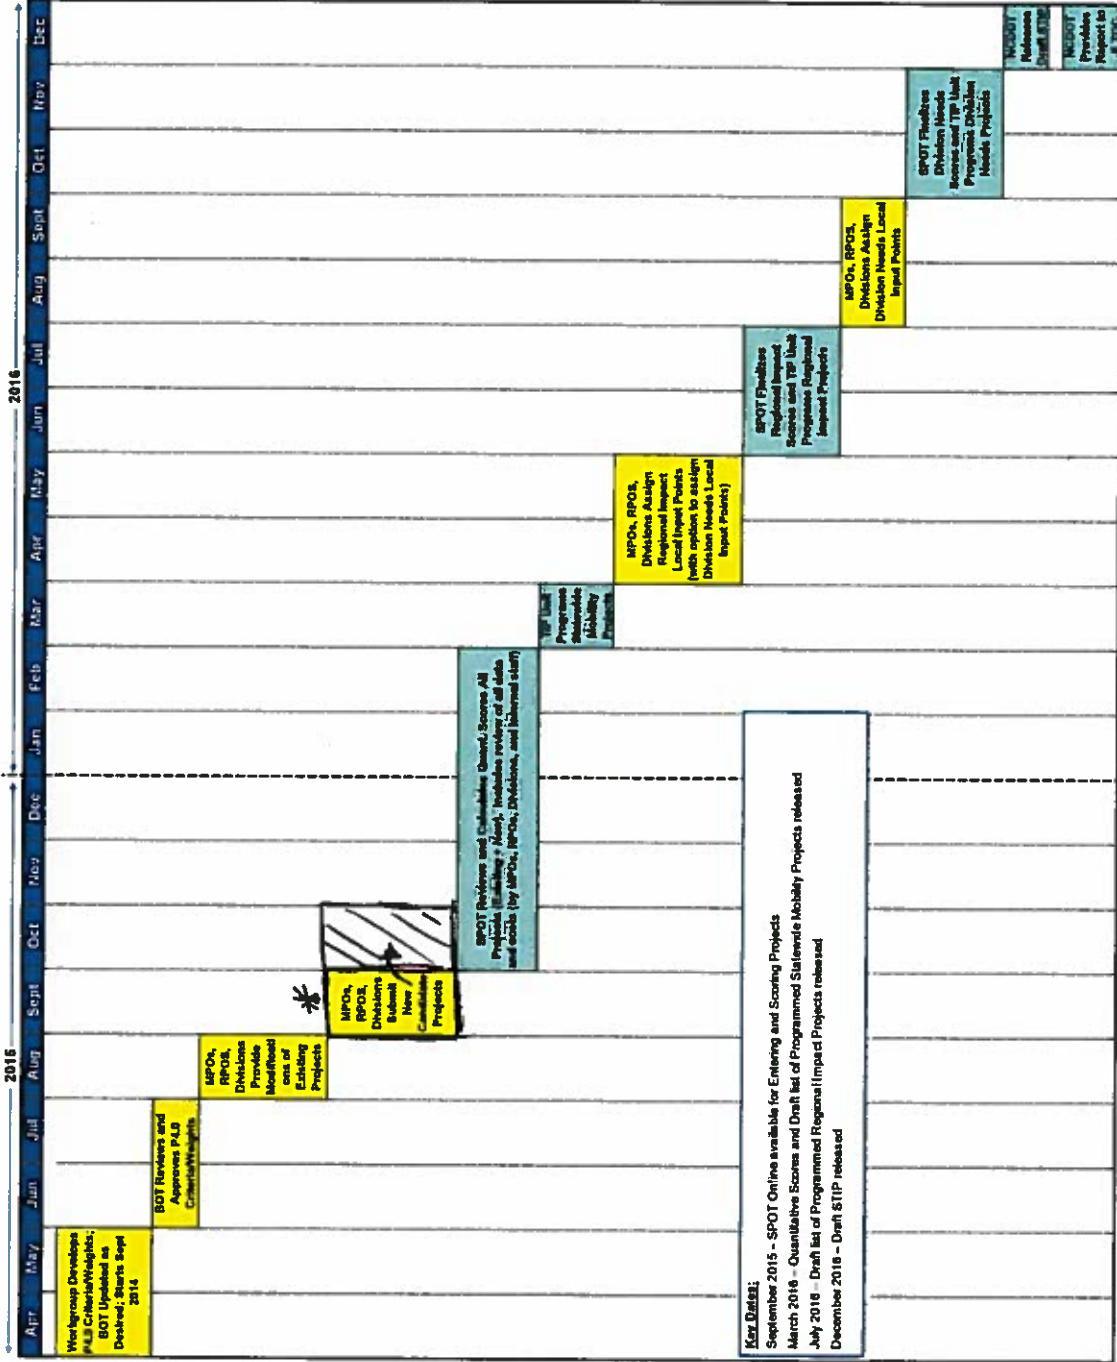 2015
2016
Apr May Jun Jul Aug Sept Oct Nov Dec Jan Feb Mar Apr May Jun Jul Aug Sept Oct Nov Dec
Workgroup Develops
P4.0 Criteria/Weights;
BOT Updated as
Desired; Starts Sept
2014
BOT Reviews and
Approves P4.0
Criteria/Weights
MPOs,
RPOS,
Divisions
Provide
Modificati
ons of
Existing
Projects
*
MPOs,
RPOS,
Divisions
Submit
New
Candidate
Projects
SPOT Reviews and Calculates Quant. Scores All
Projects (Existing + New). Includes review of all data
and costs (by MPOs, RPOs, Divisions, and internal staff)
TIP Unit
Programs
Statewide
Mobility
Projects
MPOs, RPOS,
Divisions Assign
Regional Impact
Local Input Points
(with option to assign
Division Needs Local
Input Points)
SPOT Finalizes
Regional Impact
Scores and TIP Unit
Programs Regional
Impact Projects
MPOs, RPOS,
Divisions Assign
Division Needs Local
Input Points
SPOT Finalizes
Division Needs
Scores and TIP Unit
Programs Division
Needs Projects
NCDOT
Releases
Draft STIP
NCDOT
Provides
Report to
Key Dates:
September 2015 – SPOT Online available for Entering and Scoring Projects
March 2016 – Quantitative Scores and Draft list of Programmed Statewide Mobility Projects released
July 2016 – Draft list of Programmed Regional Impact Projects released
December 2016 – Draft STIP released